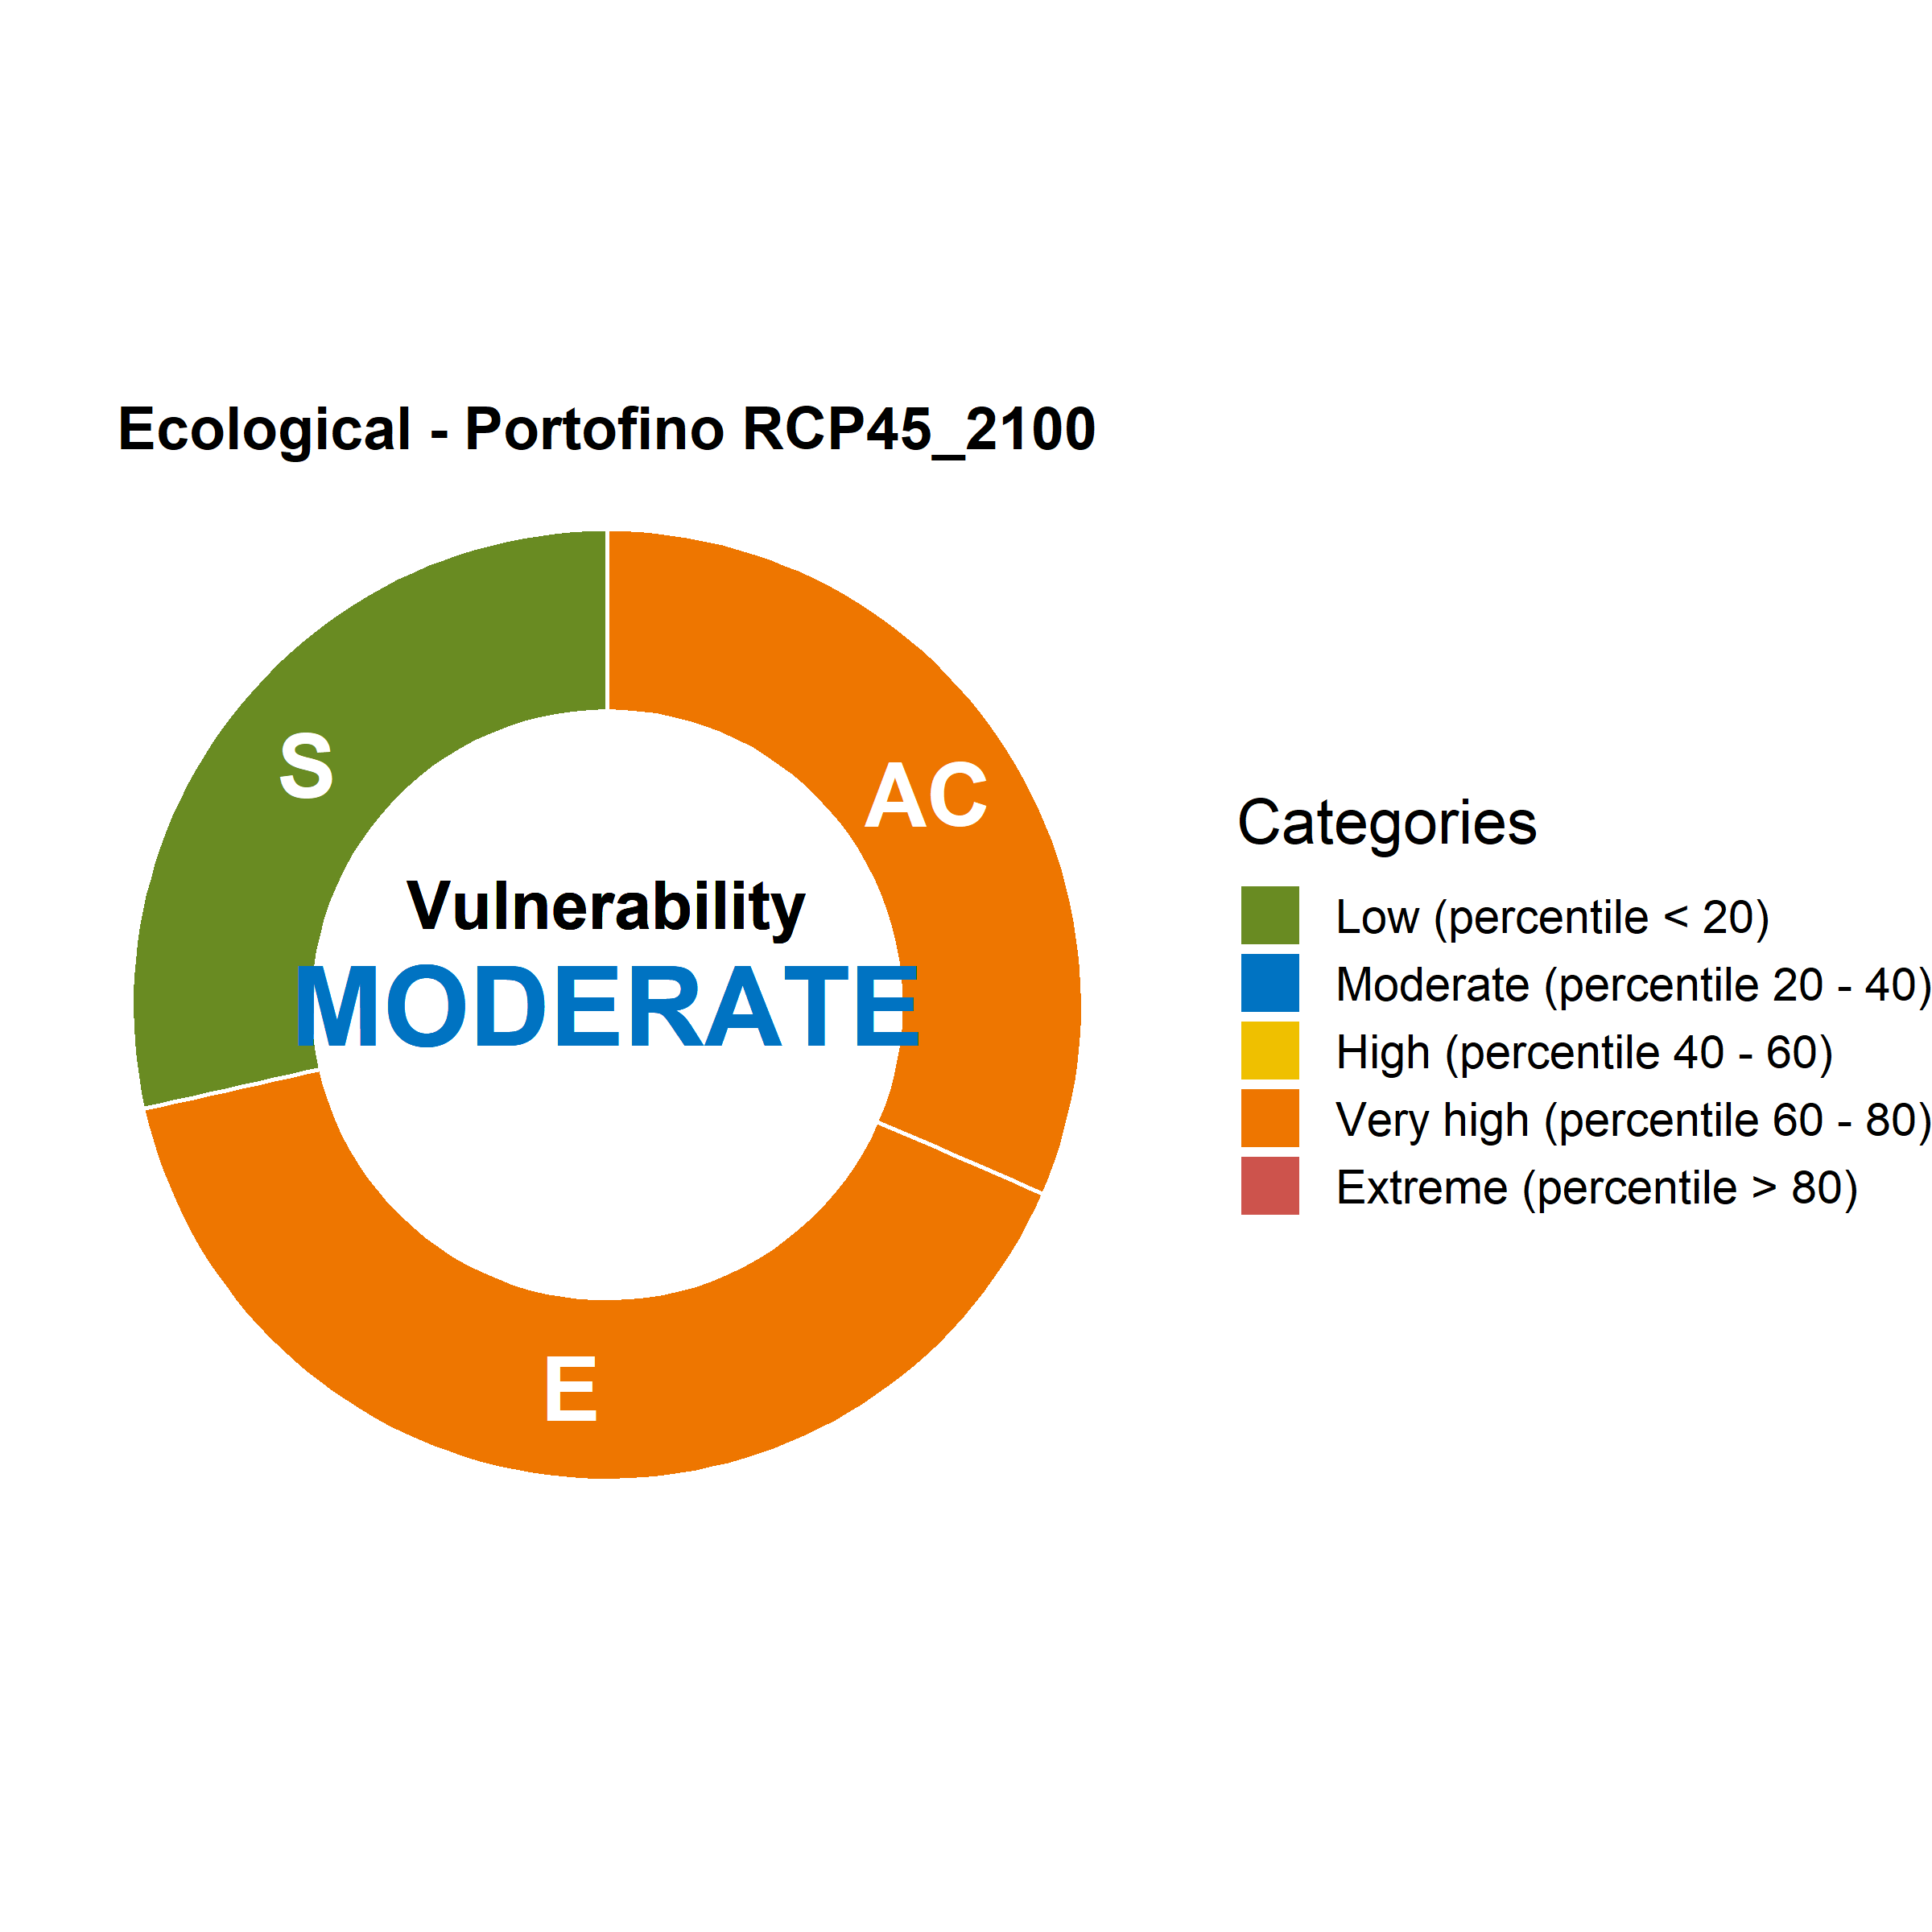 Ecological - Portofino RCP45_2100
S
AC
Vulnerability
MODERATE
E
Categories
Low (percentile < 20)
Moderate (percentile 20 - 40)
High (percentile 40 - 60)
Very high (percentile 60 - 80)
Extreme (percentile > 80)